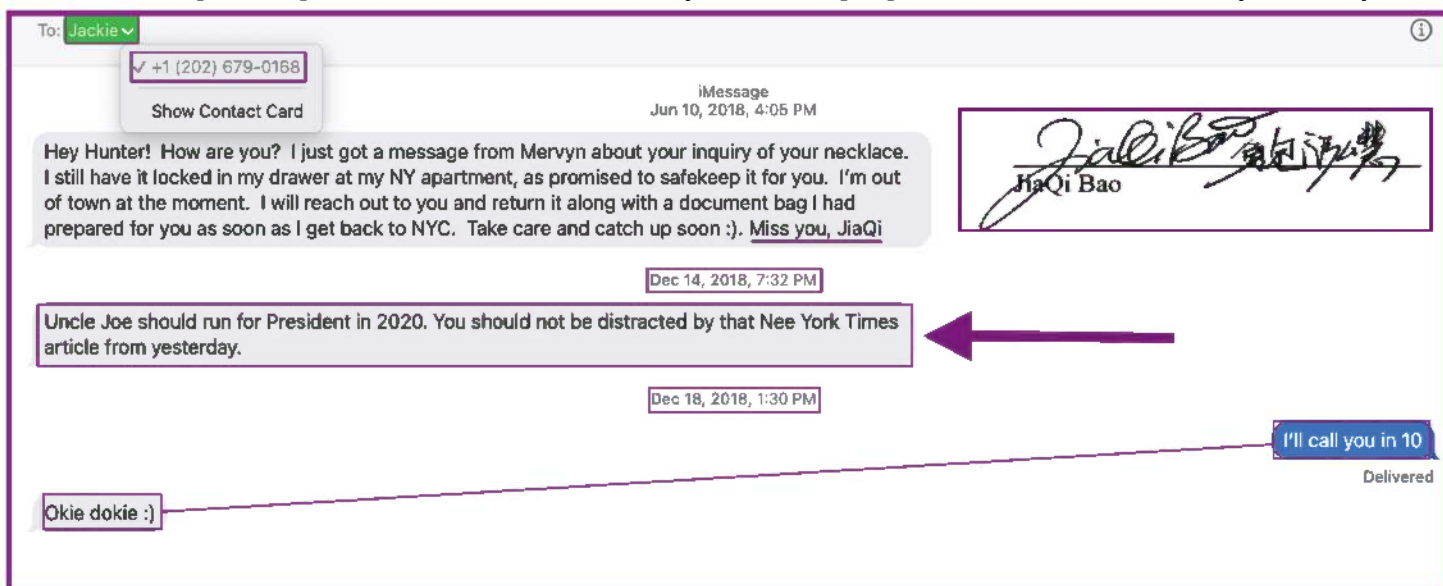 To: Jackie
✓ +1 (202) 679-0168
Show Contact Card
iMessage
Jun 10, 2018, 4:05 PM
Hey Hunter! How are you? I just got a message from Mervyn about your inquiry of your necklace.
I still have it locked in my drawer at my NY apartment, as promised to safekeep it for you. I'm out
of town at the moment. I will reach out to you and return it along with a document bag I had
prepared for you as soon as I get back to NYC. Take care and catch up soon :). Miss you, JiaQi
JiaQi Bao
JiaQi Bao
Dec 14, 2018, 7:32 PM
Uncle Joe should run for President in 2020. You should not be distracted by that Nee York Times
article from yesterday.
Dec 18, 2018, 1:30 PM
I'll call you in 10
Delivered
Okie dokie :)